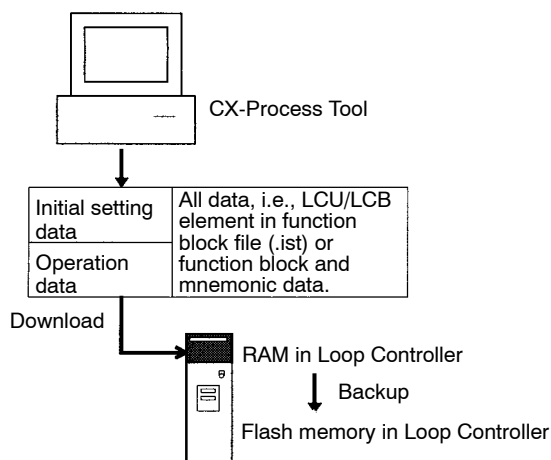 CX-Process Tool
Initial setting
data
Operation
data
All data, i.e., LCU/LCB
element in function
block file (.ist) or
function block and
mnemonic data.
Download
RAM in Loop Controller
Backup
Flash memory in Loop Controller